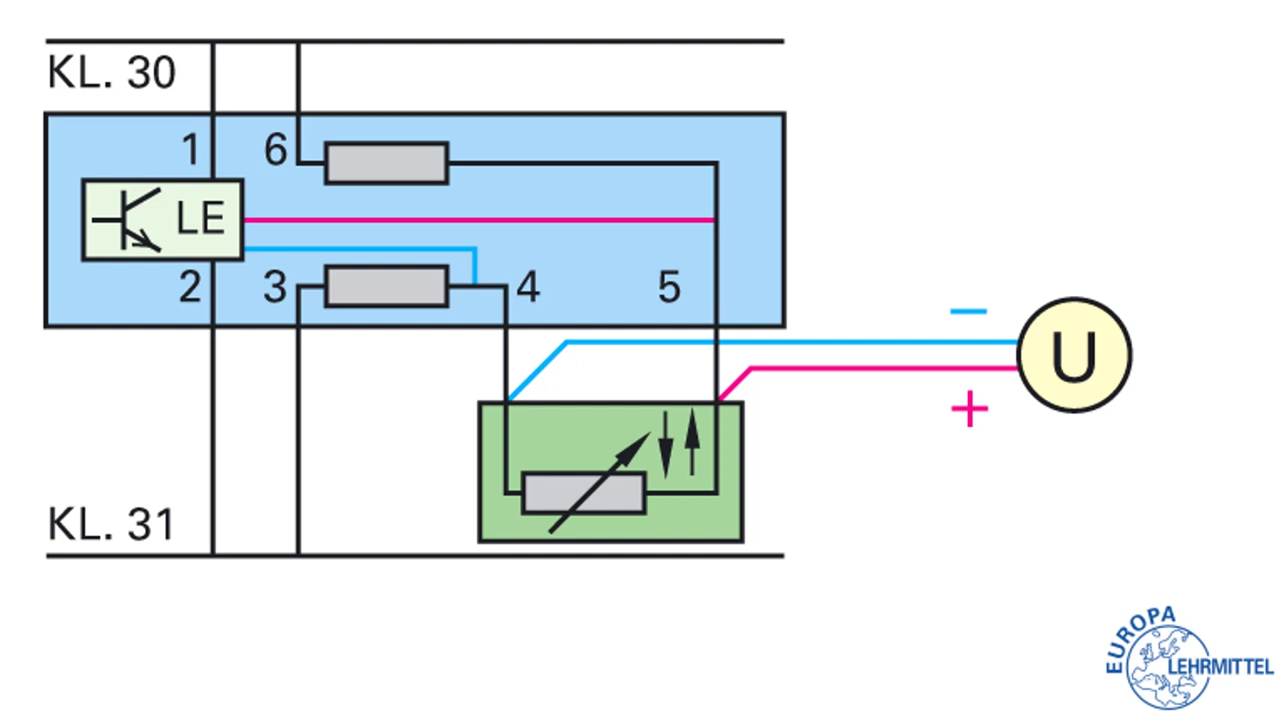 KL. 30
1 6
LE
2 3 4 5
−
U
+
KL. 31
EUROPA
LEHRMITTEL